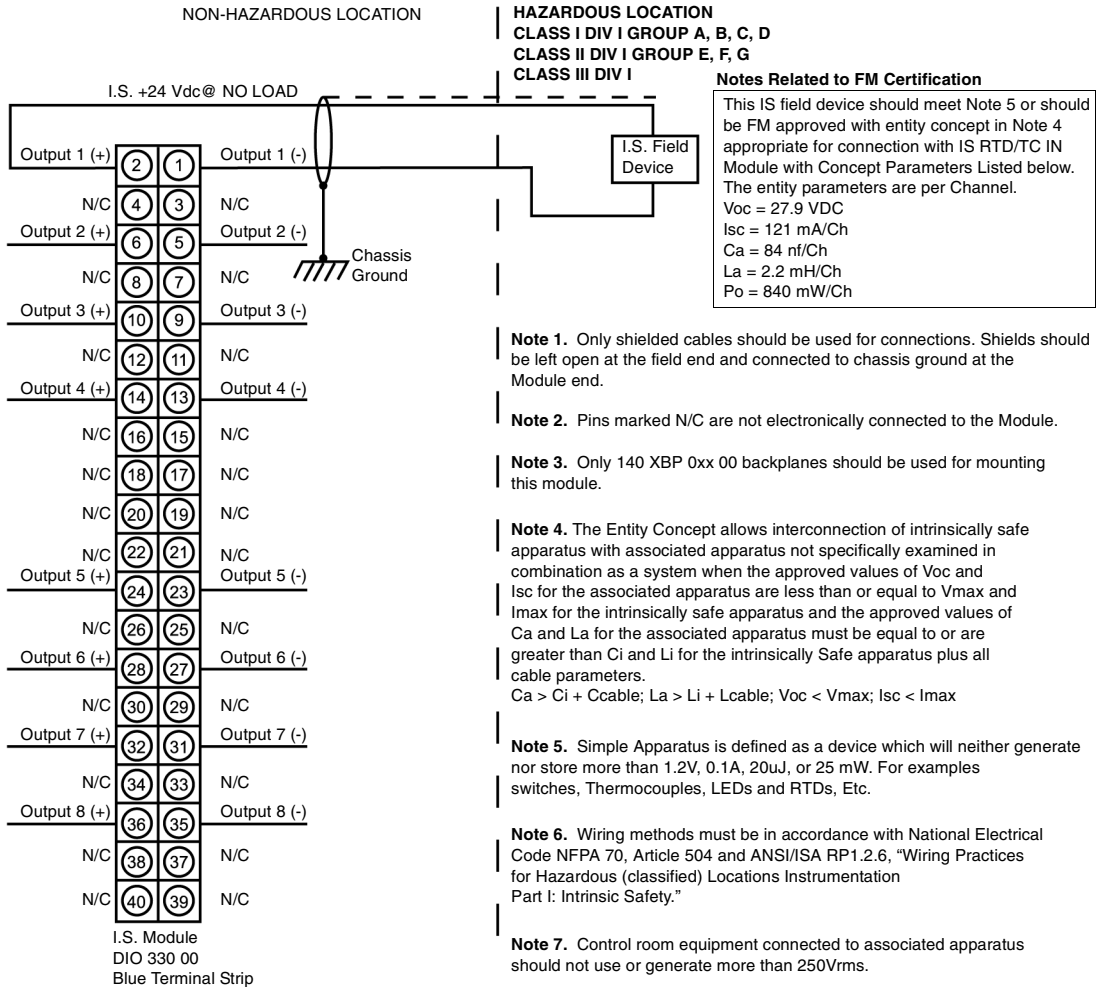 NON-HAZARDOUS LOCATION
HAZARDOUS LOCATION
CLASS I DIV I GROUP A, B, C, D
CLASS II DIV I GROUP E, F, G
CLASS III DIV I
I.S. +24 Vdc@ NO LOAD
Notes Related to FM Certification
This IS field device should meet Note 5 or should
be FM approved with entity concept in Note 4
appropriate for connection with IS RTD/TC IN
Module with Concept Parameters Listed below.
The entity parameters are per Channel.
Voc = 27.9 VDC
Isc = 121 mA/Ch
Ca = 84 nf/Ch
La = 2.2 mH/Ch
Po = 840 mW/Ch
I.S. Field
Device
Chassis
Ground
Output 1 (+) 2 1 Output 1 (-)
N/C 4 3 N/C
Output 2 (+) 6 5 Output 2 (-)
N/C 8 7 N/C
Output 3 (+) 10 9 Output 3 (-)
N/C 12 11 N/C
Output 4 (+) 14 13 Output 4 (-)
N/C 16 15 N/C
N/C 18 17 N/C
N/C 20 19 N/C
N/C 22 21 N/C
Output 5 (+) 24 23 Output 5 (-)
N/C 26 25 N/C
Output 6 (+) 28 27 Output 6 (-)
N/C 30 29 N/C
Output 7 (+) 32 31 Output 7 (-)
N/C 34 33 N/C
Output 8 (+) 36 35 Output 8 (-)
N/C 38 37 N/C
N/C 40 39 N/C
I.S. Module
DIO 330 00
Blue Terminal Strip
Note 1. Only shielded cables should be used for connections. Shields should
be left open at the field end and connected to chassis ground at the
Module end.
Note 2. Pins marked N/C are not electronically connected to the Module.
Note 3. Only 140 XBP 0xx 00 backplanes should be used for mounting
this module.
Note 4. The Entity Concept allows interconnection of intrinsically safe
apparatus with associated apparatus not specifically examined in
combination as a system when the approved values of Voc and
Isc for the associated apparatus are less than or equal to Vmax and
Imax for the intrinsically safe apparatus and the approved values of
Ca and La for the associated apparatus must be equal to or are
greater than Ci and Li for the intrinsically Safe apparatus plus all
cable parameters.
Ca > Ci + Ccable; La > Li + Lcable; Voc < Vmax; Isc < Imax
Note 5. Simple Apparatus is defined as a device which will neither generate
nor store more than 1.2V, 0.1A, 20uJ, or 25 mW. For examples
switches, Thermocouples, LEDs and RTDs, Etc.
Note 6. Wiring methods must be in accordance with National Electrical
Code NFPA 70, Article 504 and ANSI/ISA RP1.2.6, “Wiring Practices
for Hazardous (classified) Locations Instrumentation
Part I: Intrinsic Safety.”
Note 7. Control room equipment connected to associated apparatus
should not use or generate more than 250Vrms.